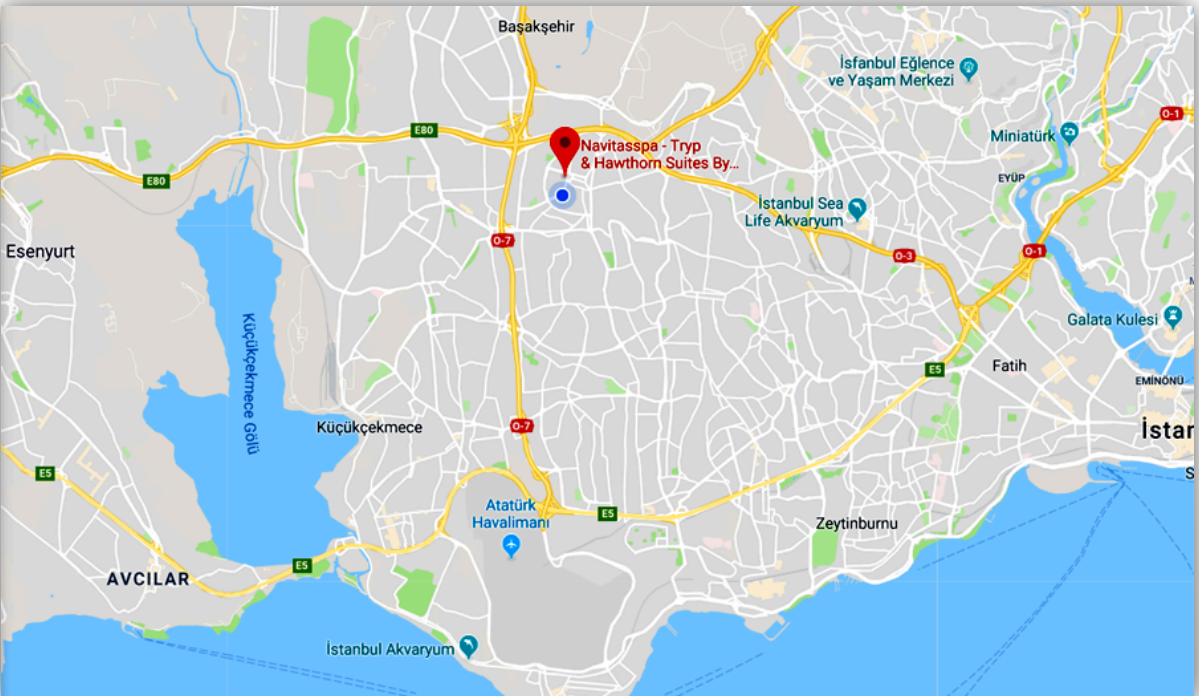 Başakşehir
İsfanbul Eğlence
ve Yaşam Merkezi
O-1
E80
Miniatürk
Navitasspa - Tryp
& Hawthorn Suites By...
E80
EYÜP
İstanbul Sea
Life Akvaryum
O-7
Esenyurt
O-1
O-3
Galata Kulesi
Küçükçekmece Gölü
E5
Fatih
EMİNÖNÜ
Küçükçekmece
O-7
İstar
E5
S
Atatürk
Havalimanı
E5
Zeytinburnu
E5
AVCILAR
İstanbul Akvaryum